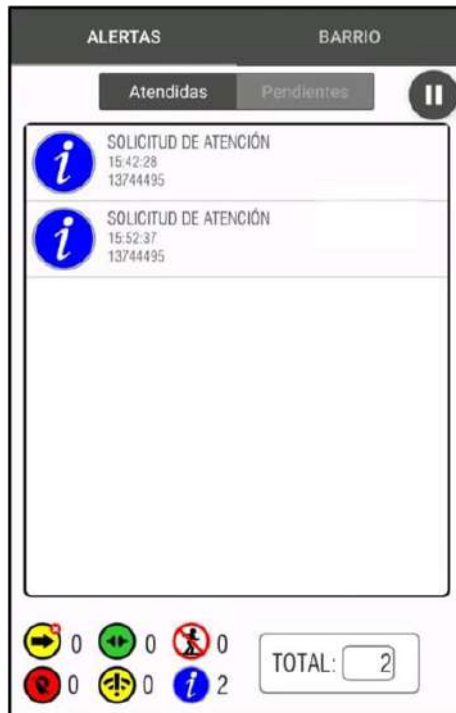 ALERTAS BARRIO
Atendidas Pendientes
SOLICITUD DE ATENCIÓN
15:42:28
13744495
SOLICITUD DE ATENCIÓN
15:52:37
13744495
0 0 0
TOTAL: 2
0 0 i 2